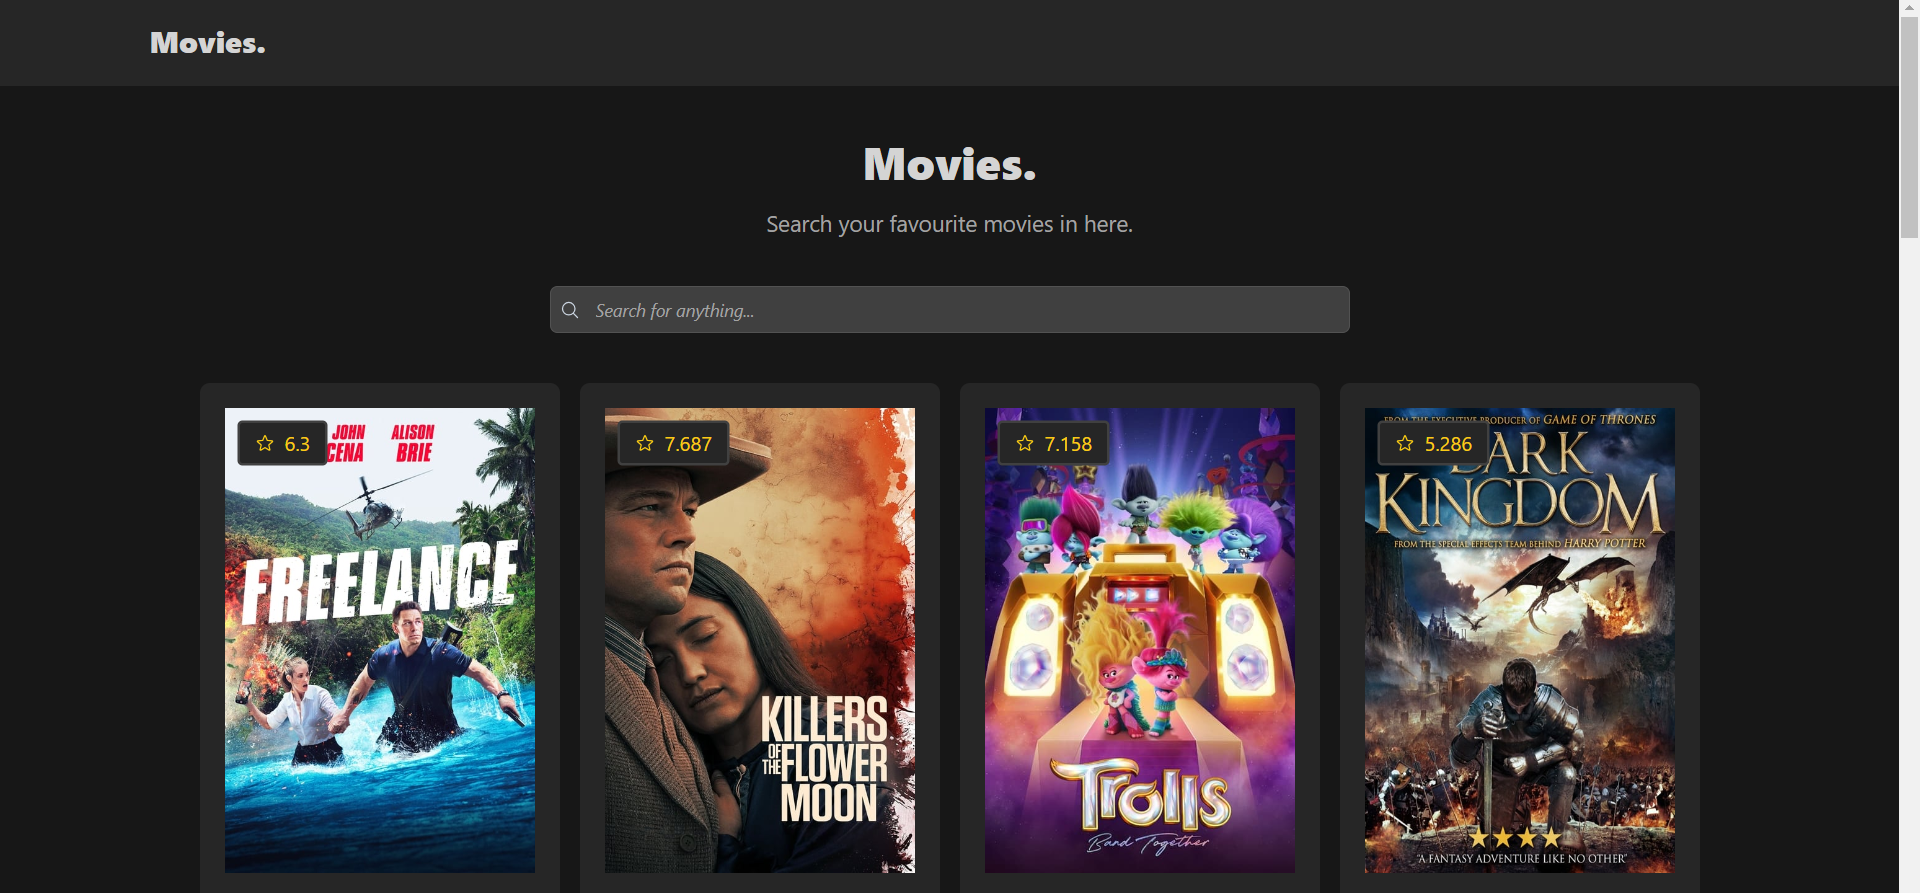 Movies.
Movies.
Search your favourite movies in here.
Search for anything...
6.3
JOHN
CENA
ALISON
BRIE
FREELANCE
7.687
KILLERS
OF
THE FLOWER
MOON
7.158
Trolls
Band Together
5.286
FROM THE EXECUTIVE PRODUCER OF GAME OF THRONES
DARK
KINGDOM
FROM THE SPECIAL EFFECTS TEAM BEHIND HARRY POTTER
"A FANTASY ADVENTURE LIKE NO OTHER"